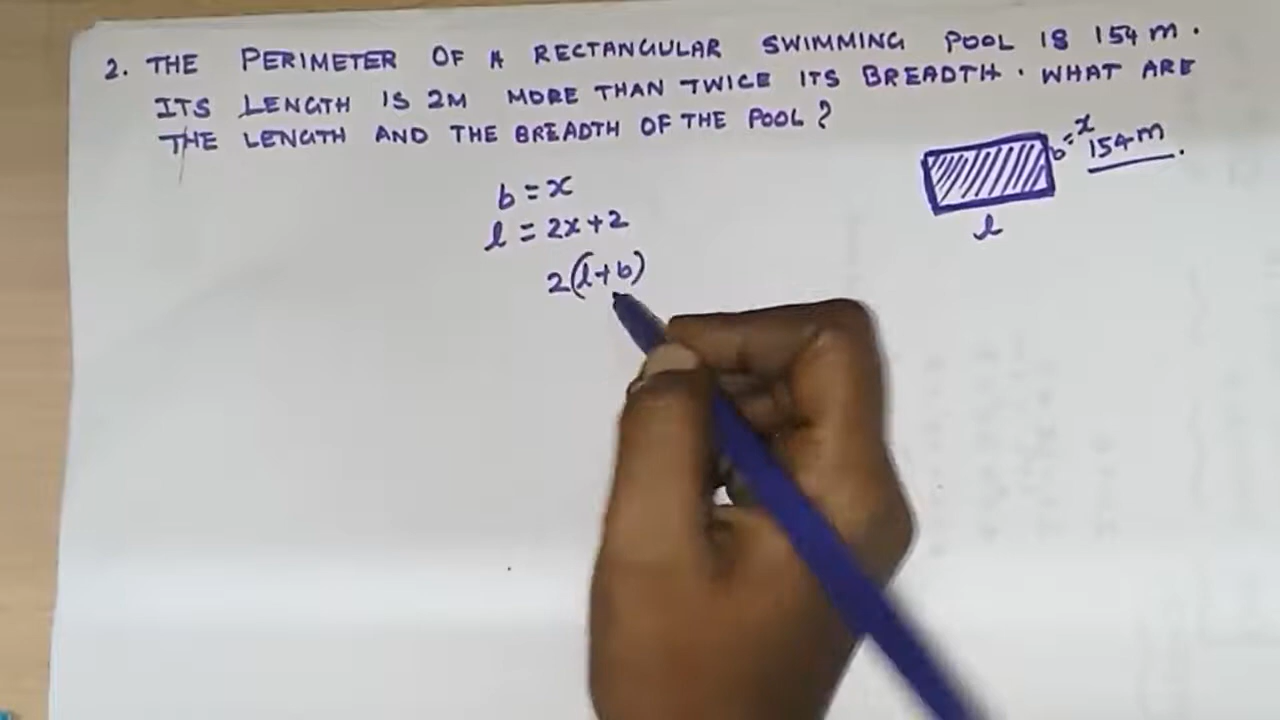 2. THE PERIMETER OF A RECTANGULAR SWIMMING POOL IS 154 M.
ITS LENGTH IS 2M MORE THAN TWICE ITS BREADTH. WHAT ARE
THE LENGTH AND THE BREADTH OF THE POOL?
b=x
154m.
l
b = x
l = 2x+2
2(l+b)